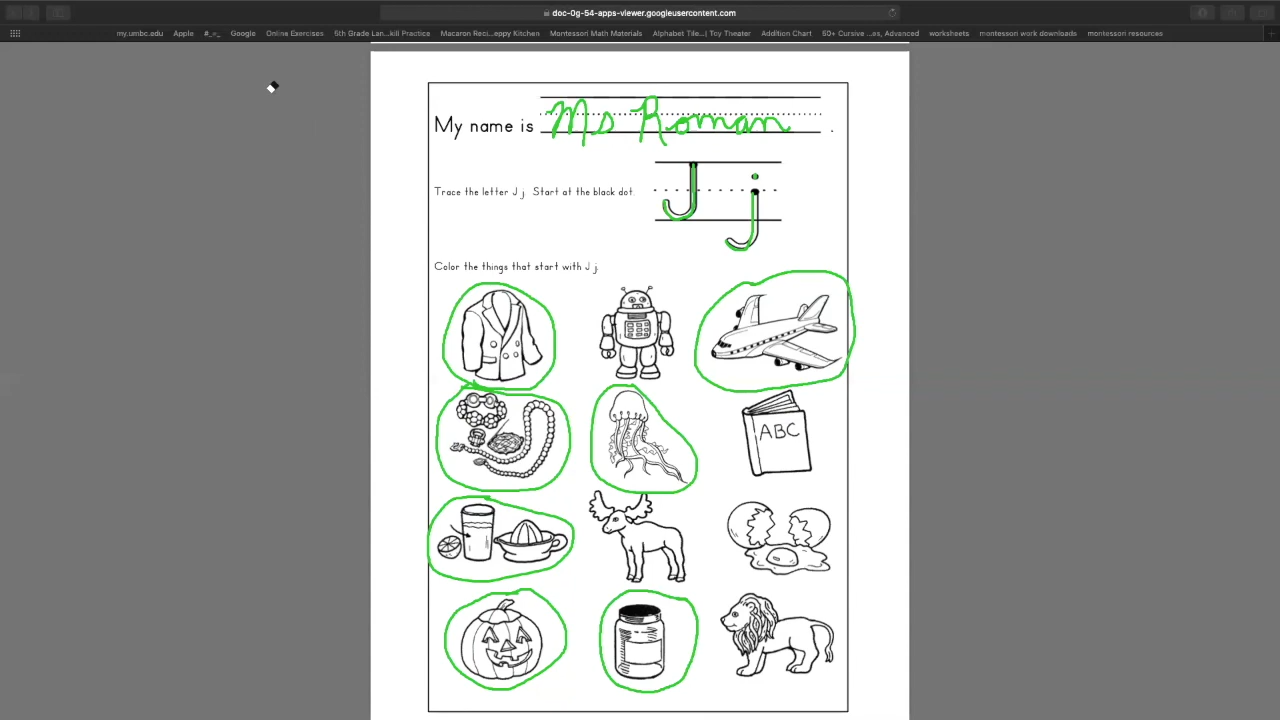 doc-0g-54-apps-viewer.googleusercontent.com
my.umbc.edu Apple #_=_ Google Online Exercises 5th Grade Lan...kill Practice Macaron Reci...eppy Kitchen Montessori Math Materials Alphabet Tile...| Toy Theater Addition Chart 50+ Cursive ...es, Advanced worksheets montessori work downloads montessori resources
My name is Ms Roman .
Trace the letter J j. Start at the black dot.
J j
Color the things that start with J j.
ABC